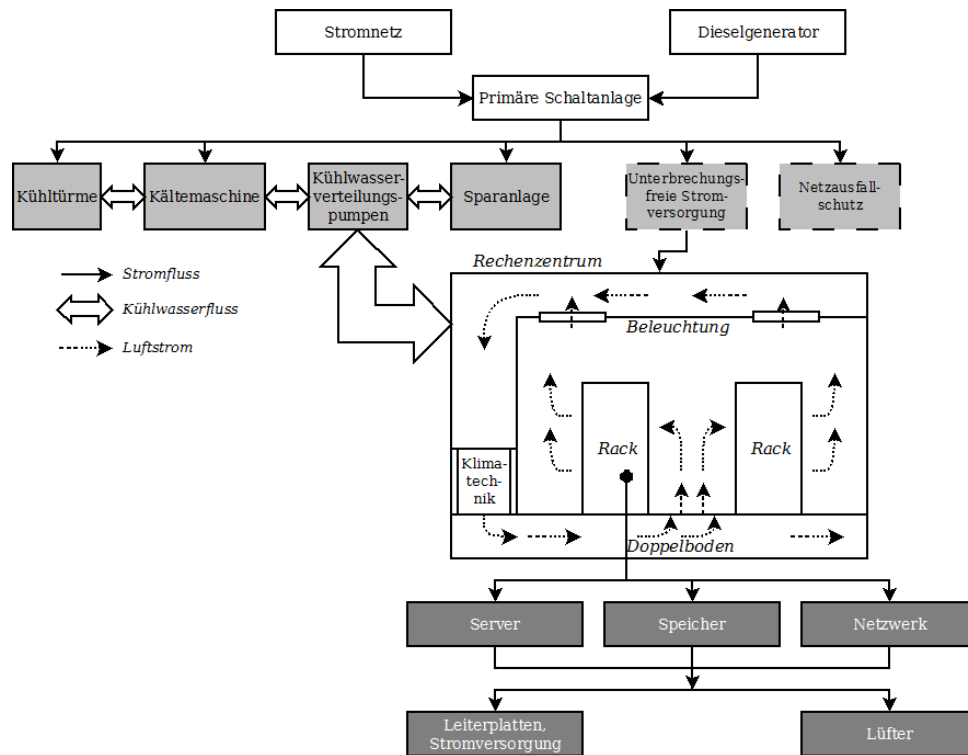 Stromnetz
Dieselgenerator
Primäre Schaltanlage
Kühltürme
Kältemaschine
Kühlwasser-
verteilungs-
pumpen
Sparanlage
Unterbrechungs-
freie Strom-
versorgung
Netzausfall-
schutz
Stromfluss
Kühlwasserfluss
Luftstrom
Rechenzentrum
Beleuchtung
Rack
Rack
Klima-
tech-
nik
Doppelboden
Server
Speicher
Netzwerk
Leiterplatten,
Stromversorgung
Lüfter